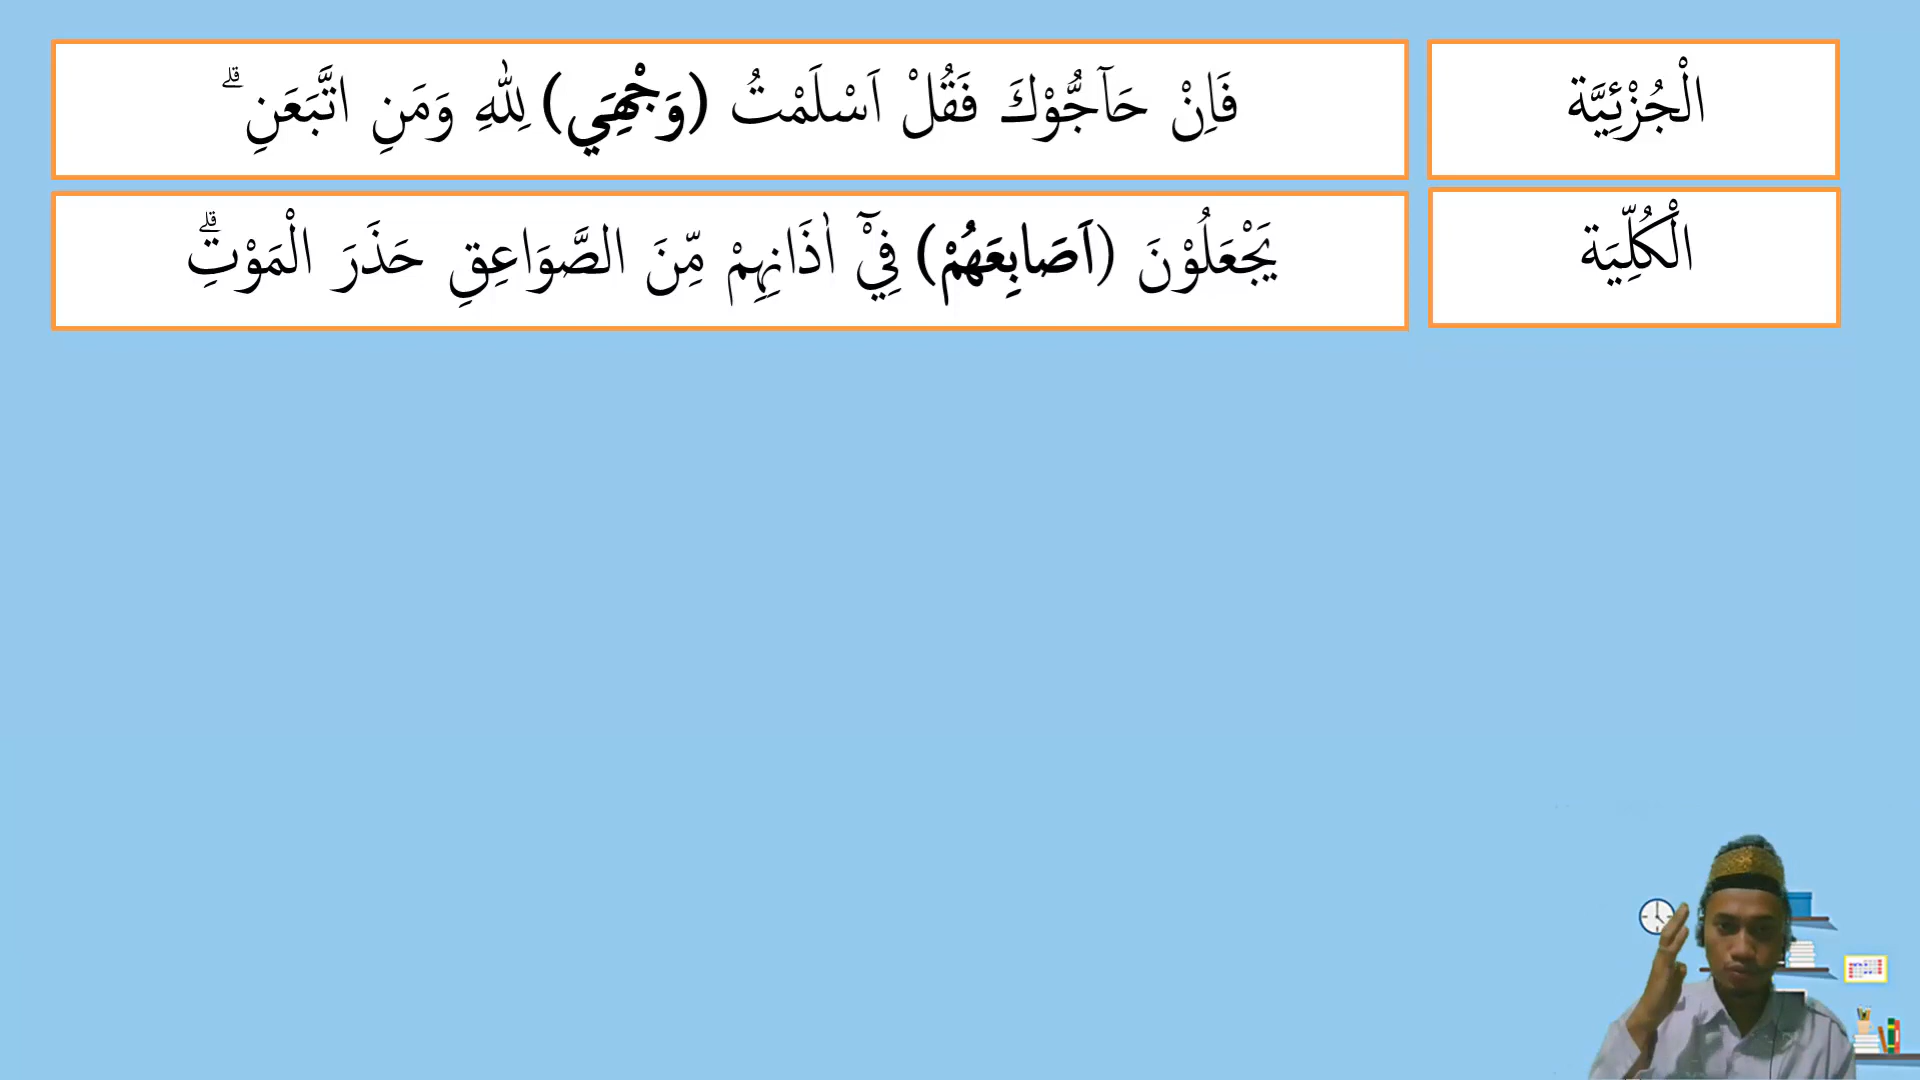 الْجُزْئِيَّة
فَاِنْ حَاۤجُّوْكَ فَقُلْ اَسْلَمْتُ (وَجْهِيَ) لِلّٰهِ وَمَنِ اتَّبَعَنِ ۗ
الْكُلِّيَة
يَجْعَلُوْنَ (اَصَابِعَهُمْ) فِيْٓ اٰذَانِهِمْ مِّنَ الصَّوَاعِقِ حَذَرَ الْمَوْتِۗ